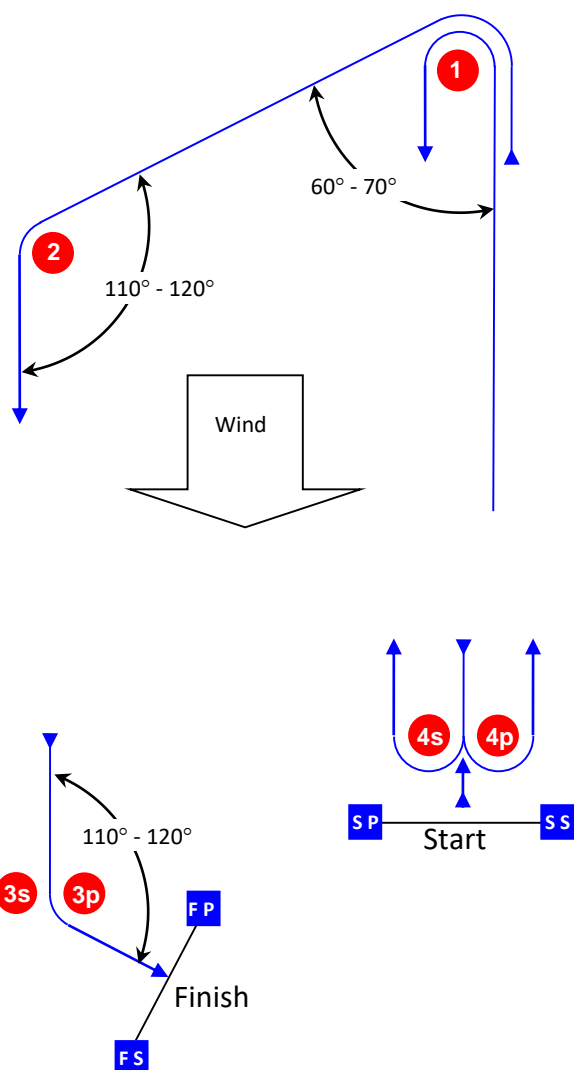 1
60° - 70°
2
110° - 120°
Wind
4s
4p
S P
S S
Start
110° - 120°
3s
3p
F P
Finish
F S